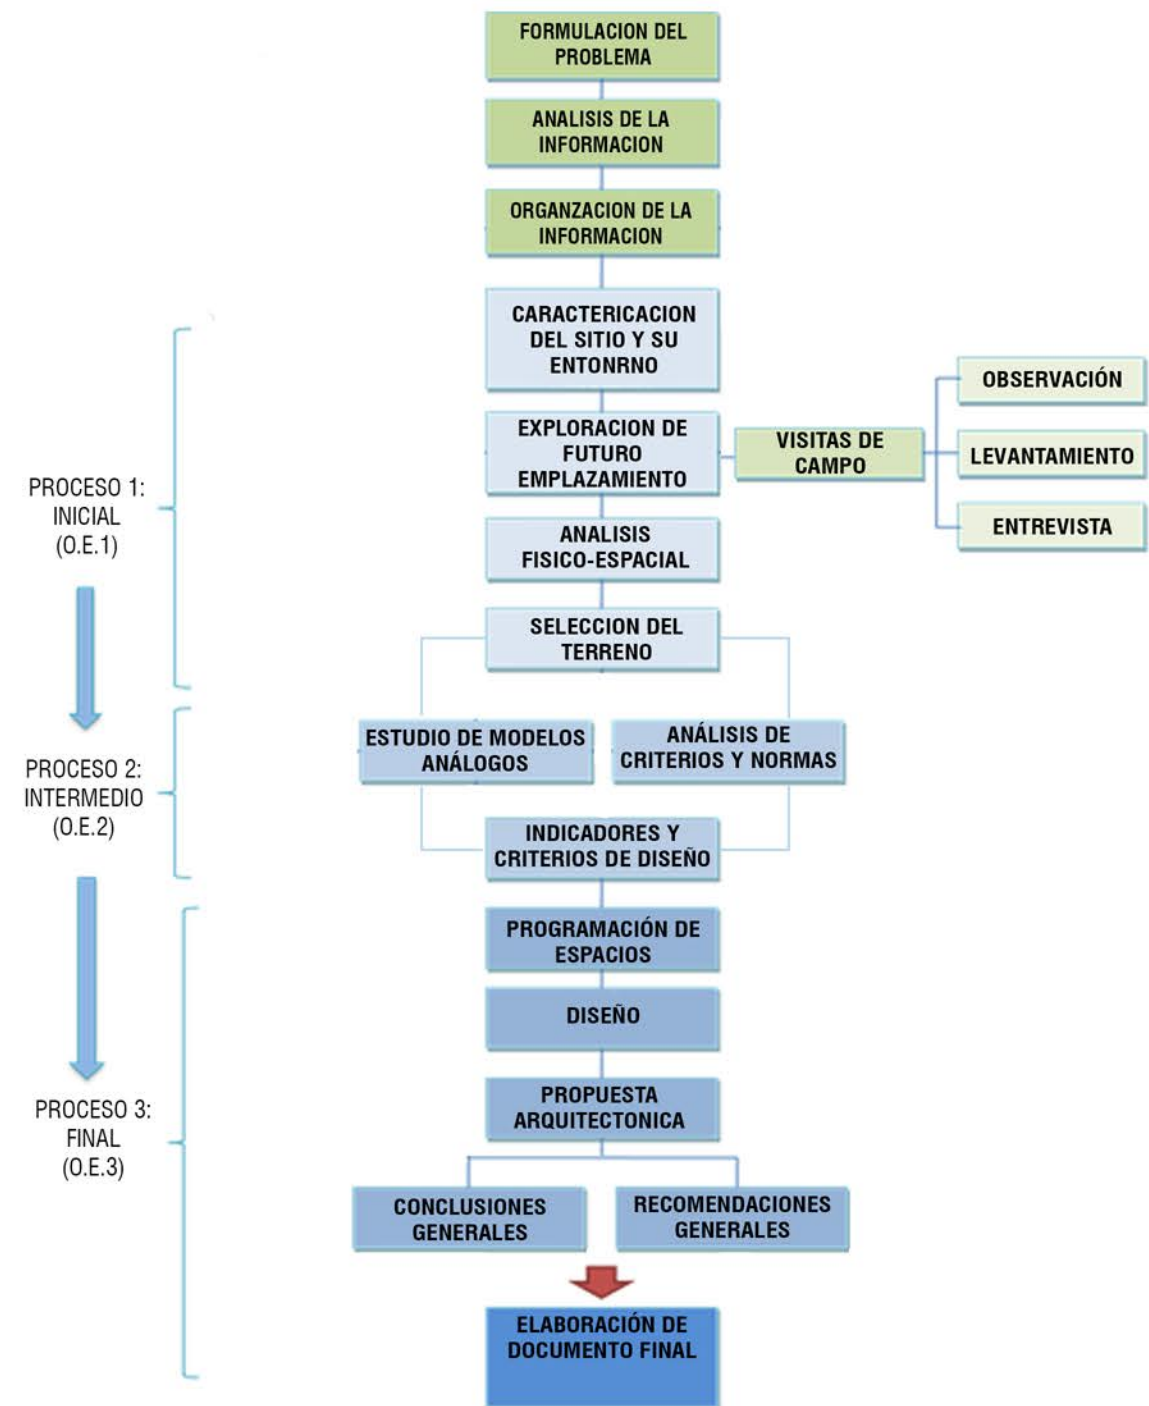 FORMULACION DEL
PROBLEMA
ANALISIS DE LA
INFORMACION
ORGANZACION DE LA
INFORMACION
CARACTERICACION
DEL SITIO Y SU
ENTONRNO
EXPLORACION DE
FUTURO
EMPLAZAMIENTO
VISITAS DE
CAMPO
OBSERVACIÓN
LEVANTAMIENTO
ENTREVISTA
PROCESO 1:
INICIAL
(O.E.1)
ANALISIS
FISICO-ESPACIAL
SELECCION DEL
TERRENO
ESTUDIO DE MODELOS
ANÁLOGOS
ANÁLISIS DE
CRITERIOS Y NORMAS
PROCESO 2:
INTERMEDIO
(O.E.2)
INDICADORES Y
CRITERIOS DE DISEÑO
PROGRAMACIÓN DE
ESPACIOS
DISEÑO
PROPUESTA
ARQUITECTONICA
PROCESO 3:
FINAL
(O.E.3)
CONCLUSIONES
GENERALES
RECOMENDACIONES
GENERALES
ELABORACIÓN DE
DOCUMENTO FINAL